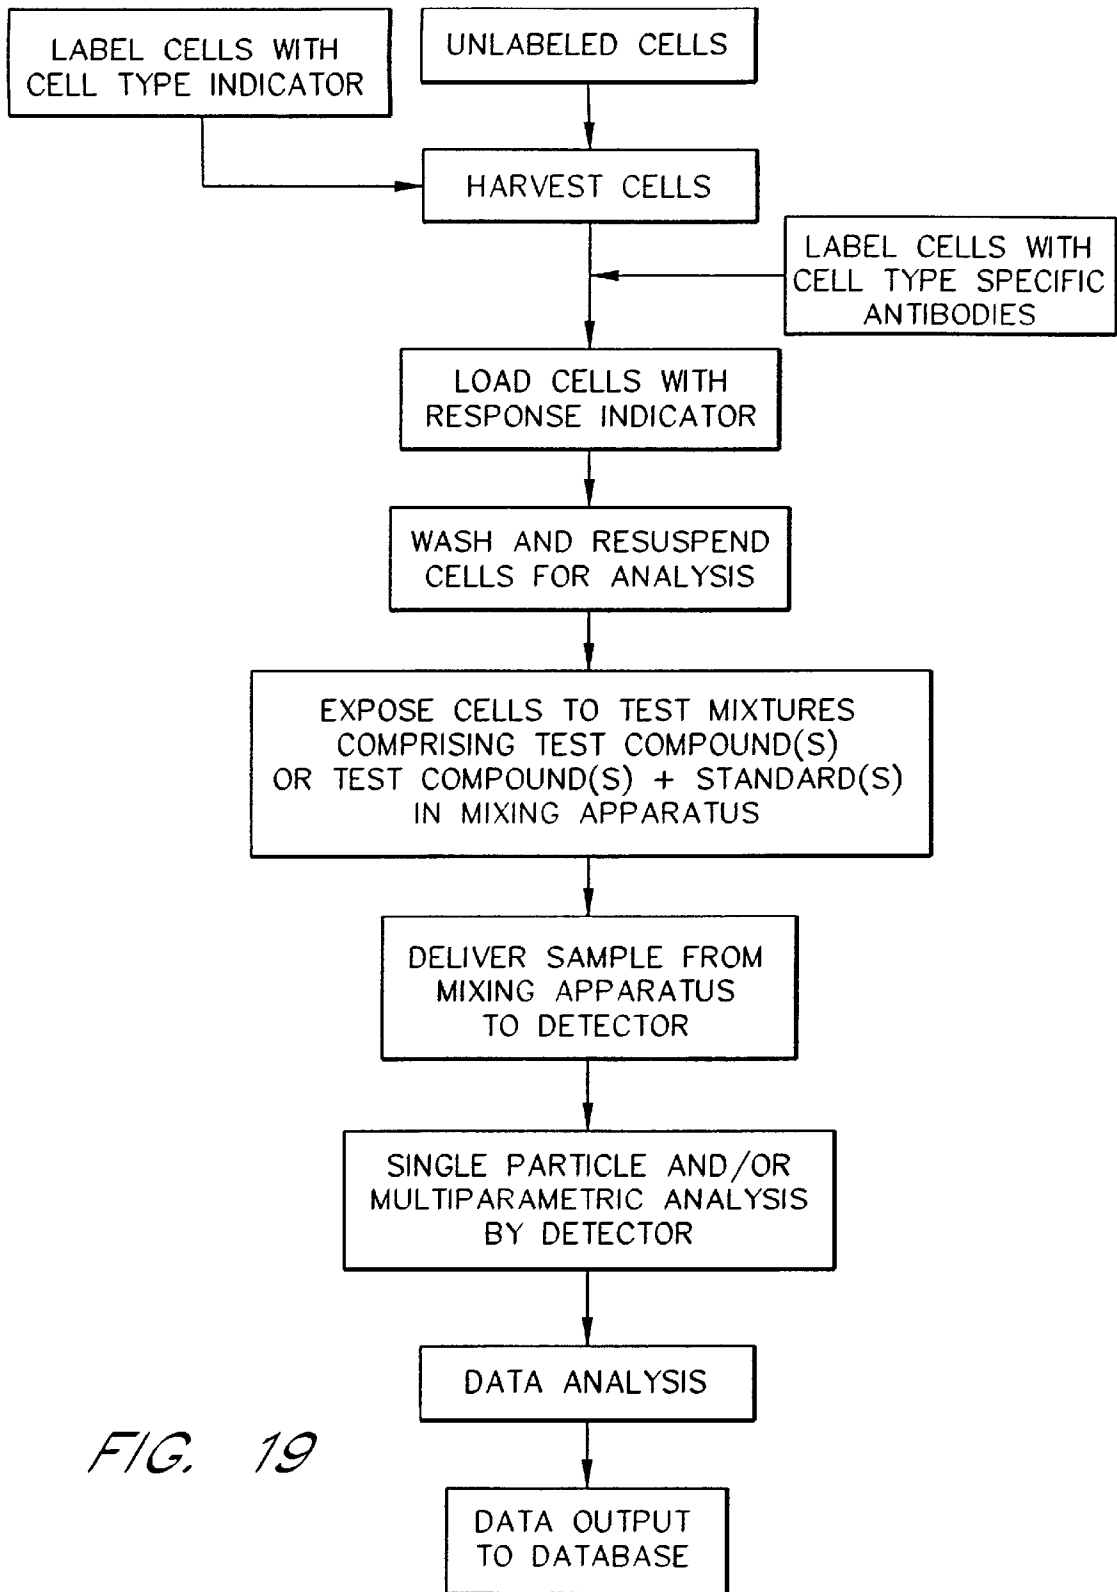 LABEL CELLS WITH
CELL TYPE INDICATOR
UNLABELED CELLS
HARVEST CELLS
LABEL CELLS WITH
CELL TYPE SPECIFIC
ANTIBODIES
LOAD CELLS WITH
RESPONSE INDICATOR
WASH AND RESUSPEND
CELLS FOR ANALYSIS
EXPOSE CELLS TO TEST MIXTURES
COMPRISING TEST COMPOUND(S)
OR TEST COMPOUND(S) + STANDARD(S)
IN MIXING APPARATUS
DELIVER SAMPLE FROM
MIXING APPARATUS
TO DETECTOR
SINGLE PARTICLE AND/OR
MULTIPARAMETRIC ANALYSIS
BY DETECTOR
DATA ANALYSIS
DATA OUTPUT
TO DATABASE
FIG. 19